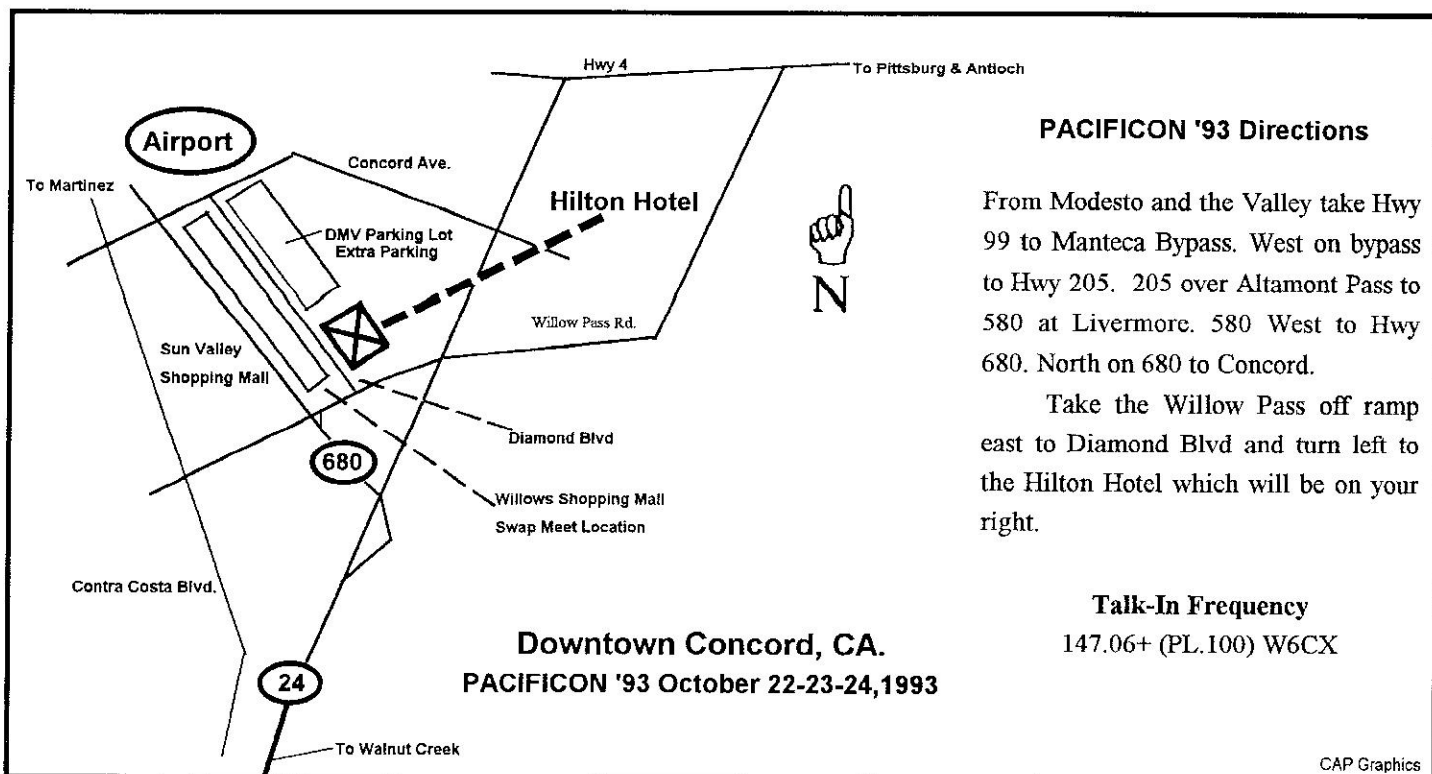 Hwy 4
To Pittsburg & Antioch
Airport
Concord Ave.
To Martinez
Hilton Hotel
DMV Parking Lot
Extra Parking
N
Willow Pass Rd.
Sun Valley
Shopping Mall
Diamond Blvd
680
Willows Shopping Mall
Swap Meet Location
Contra Costa Blvd.
24
To Walnut Creek
Downtown Concord, CA.
PACIFICON '93 October 22-23-24,1993
PACIFICON '93 Directions
From Modesto and the Valley take Hwy
99 to Manteca Bypass. West on bypass
to Hwy 205. 205 over Altamont Pass to
580 at Livermore. 580 West to Hwy
680. North on 680 to Concord.
Take the Willow Pass off ramp
east to Diamond Blvd and turn left to
the Hilton Hotel which will be on your
right.
Talk-In Frequency
147.06+ (PL.100) W6CX
CAP Graphics